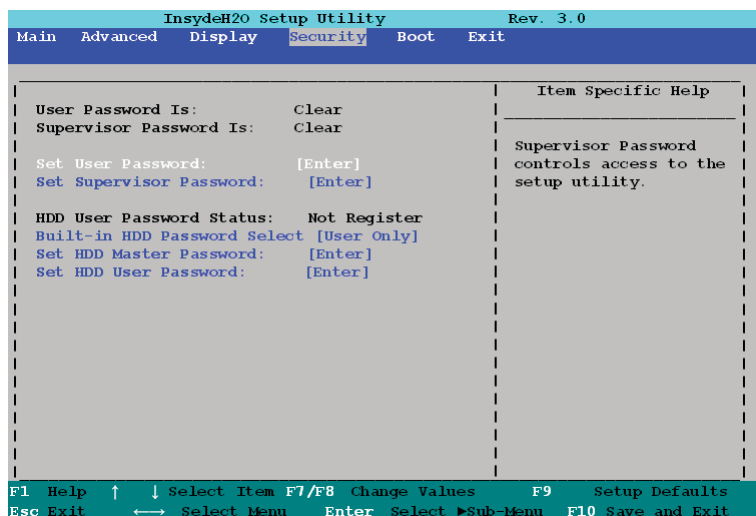 InsydeH2O Setup Utility Rev. 3.0
Main Advanced Display Security Boot Exit
Item Specific Help
User Password Is: Clear
Supervisor Password Is: Clear
Set User Password: [Enter]
Set Supervisor Password: [Enter]
HDD User Password Status: Not Register
Built-in HDD Password Select [User Only]
Set HDD Master Password: [Enter]
Set HDD User Password: [Enter]
Supervisor Password
controls access to the
setup utility.
F1 Help ↑ ↓ Select Item F7/F8 Change Values F9 Setup Defaults
Esc Exit ←→ Select Menu Enter Select ►Sub-Menu F10 Save and Exit